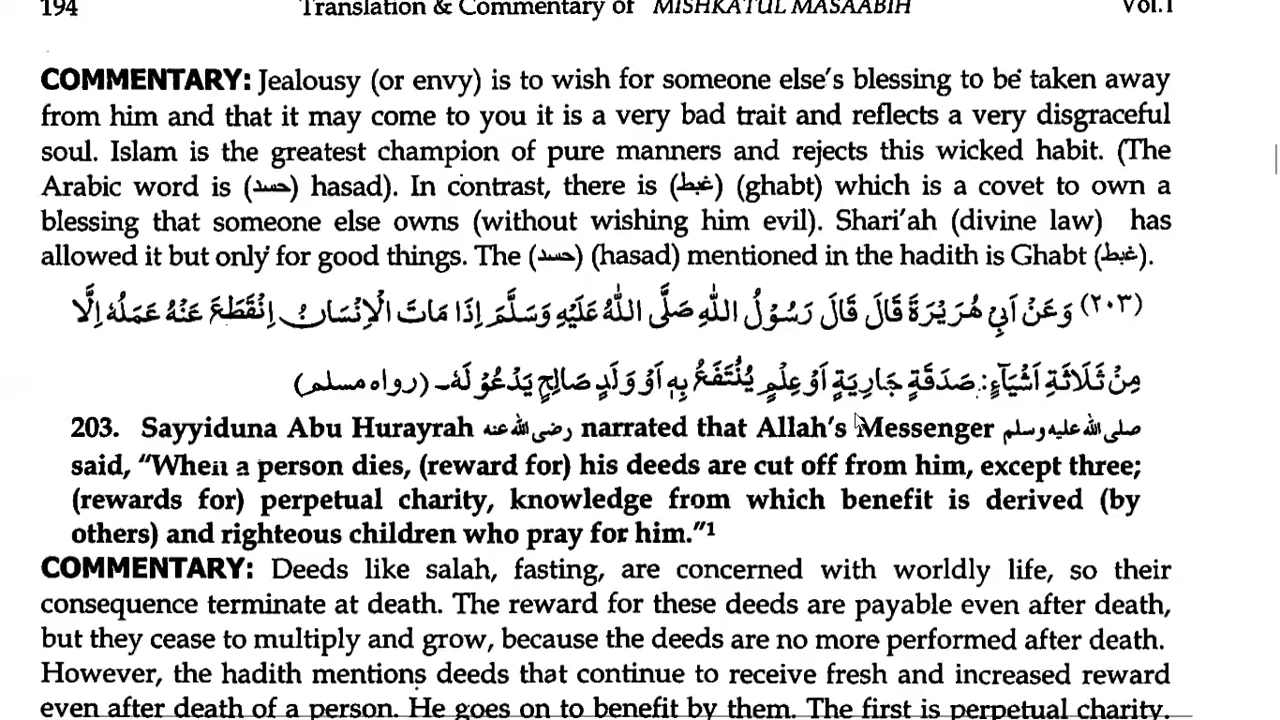 194 Translation & Commentary of MISHKATUL MASAABIH Vol.1
COMMENTARY: Jealousy (or envy) is to wish for someone else's blessing to be taken away
from him and that it may come to you it is a very bad trait and reflects a very disgraceful
soul. Islam is the greatest champion of pure manners and rejects this wicked habit. (The
Arabic word is (حسد) hasad). In contrast, there is (غبط) (ghabt) which is a covet to own a
blessing that someone else owns (without wishing him evil). Shari'ah (divine law) has
allowed it but only for good things. The (حسد) (hasad) mentioned in the hadith is Ghabt (غبط).
(٢٠٣) وَعَنْ أَبِيْ هُرَيْرَةَ قَالَ قَالَ رَسُوْلُ اللّٰهِ صَلَّى اللّٰهُ عَلَيْهِ وَسَلَّمَ إِذَا مَاتَ الْاِنْسَانُ اِنْقَطَعَ عَنْهُ عَمَلُهُ اِلَّا
مِنْ ثَلَاثَةِ اَشْيَآءٍ: صَدَقَةٍ جَارِيَةٍ اَوْ عِلْمٍ يُنْتَفَعُ بِهٖ اَوْ وَلَدٍ صَالِحٍ يَدْعُوْ لَهٗ۔ (رواه مسلم)
203. Sayyiduna Abu Hurayrah رضی اللہ عنہ narrated that Allah's Messenger صلی اللہ علیہ وسلم
said, "When a person dies, (reward for) his deeds are cut off from him, except three;
(rewards for) perpetual charity, knowledge from which benefit is derived (by
others) and righteous children who pray for him."1
COMMENTARY: Deeds like salah, fasting, are concerned with worldly life, so their
consequence terminate at death. The reward for these deeds are payable even after death,
but they cease to multiply and grow, because the deeds are no more performed after death.
However, the hadith mentions deeds that continue to receive fresh and increased reward
even after death of a person. He goes on to benefit by them. The first is perpetual charity.